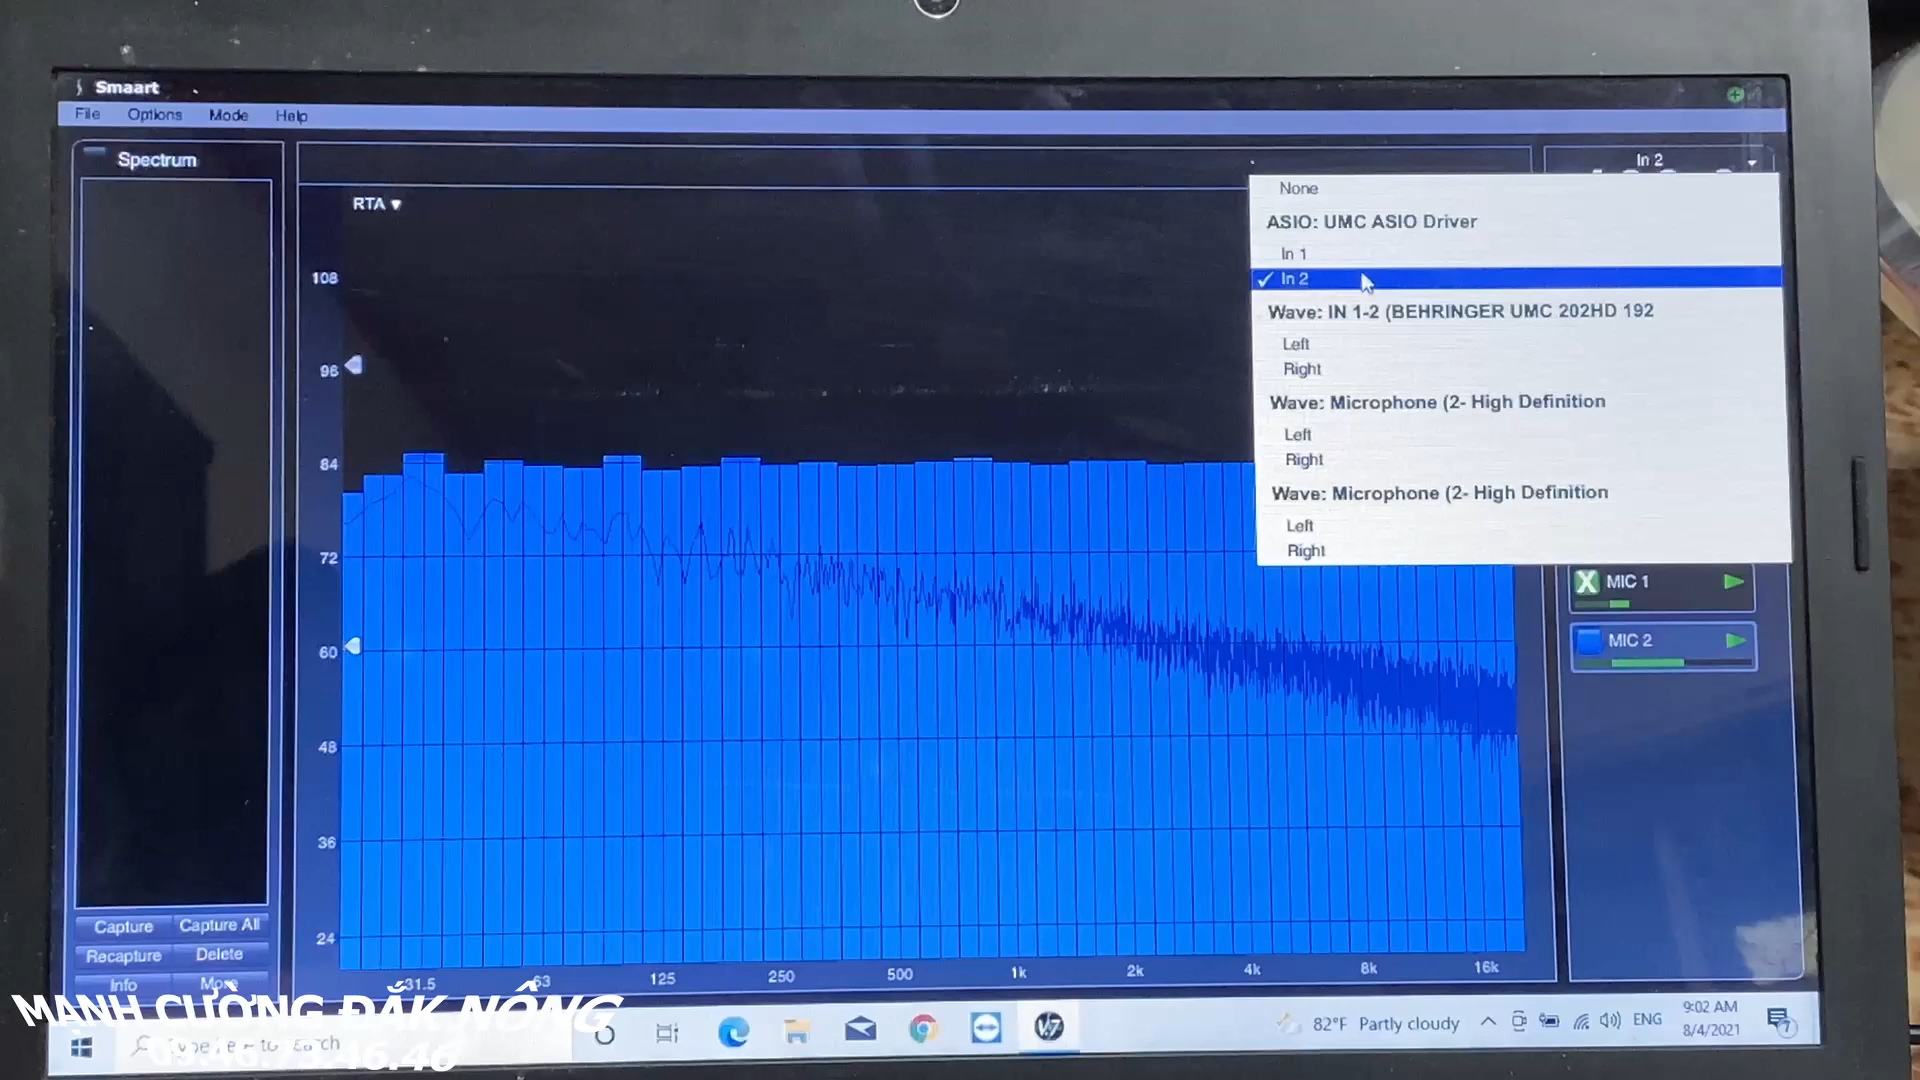 Smaart
File Options Mode Help
Spectrum
In 2
RTA
None
ASIO: UMC ASIO Driver
In 1
In 2
Wave: IN 1-2 (BEHRINGER UMC 202HD 192
Left
Right
Wave: Microphone (2- High Definition
Left
Right
Wave: Microphone (2- High Definition
Left
Right
108
96
84
72
60
48
36
24
31.5 63 125 250 500 1k 2k 4k 8k 16k
MIC 1
MIC 2
Capture Capture All
Recapture Delete
Info More
MẠNH CƯỜNG ĐẮK NÔNG
search
82°F Partly cloudy
ENG
9:02 AM
8/4/2021
7